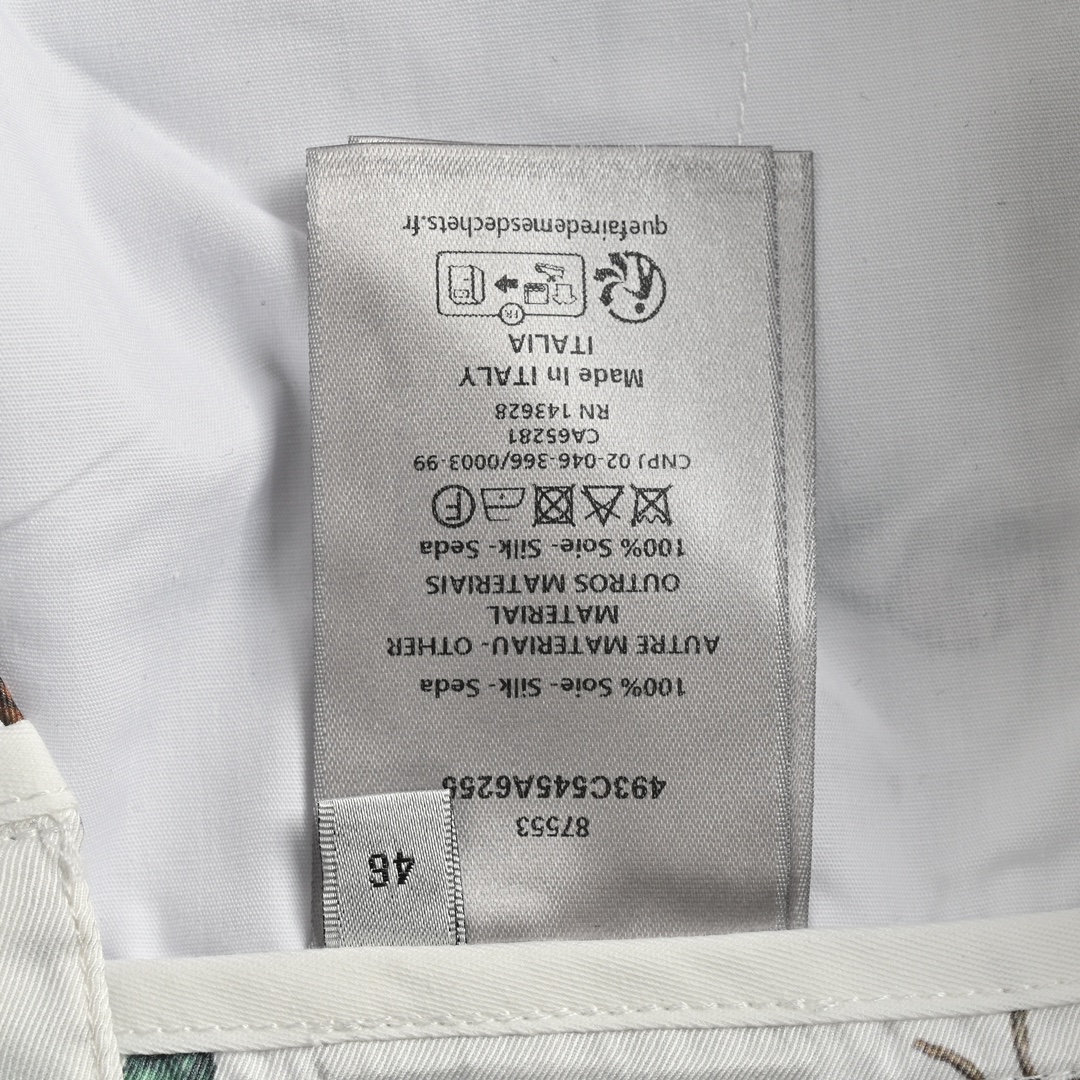 46
87553
493C545A6255
100% Soie- Silk- Seda
AUTRE MATERIAU- OTHER
MATERIAL
OUTROS MATERIAIS
100% Soie- Silk- Seda
F
CNPJ 02-046-366/0003-99
CA65281
RN 143628
Made In ITALY
ITALIA
FR
quefairedemesdechets.fr